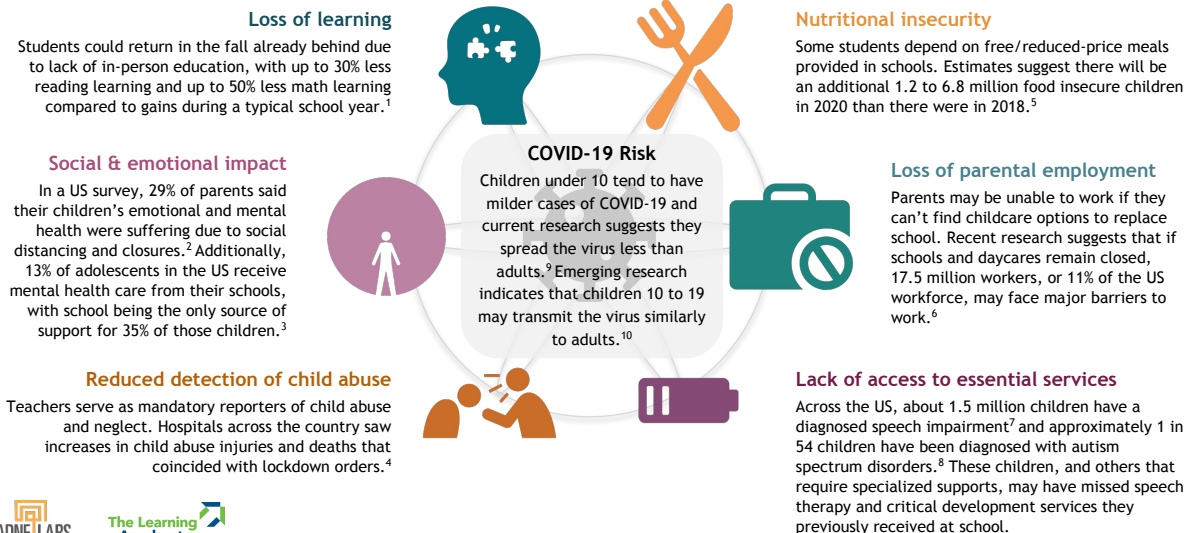 Loss of learning
Students could return in the fall already behind due
to lack of in-person education, with up to 30% less
reading learning and up to 50% less math learning
compared to gains during a typical school year.¹
Social & emotional impact
In a US survey, 29% of parents said
their children's emotional and mental
health were suffering due to social
distancing and closures.² Additionally,
13% of adolescents in the US receive
mental health care from their schools,
with school being the only source of
support for 35% of those children.³
Reduced detection of child abuse
Teachers serve as mandatory reporters of child abuse
and neglect. Hospitals across the country saw
increases in child abuse injuries and deaths that
coincided with lockdown orders.⁴
COVID-19 Risk
Children under 10 tend to have
milder cases of COVID-19 and
current research suggests they
spread the virus less than
adults.⁹ Emerging research
indicates that children 10 to 19
may transmit the virus similarly
to adults.¹⁰
Nutritional insecurity
Some students depend on free/reduced-price meals
provided in schools. Estimates suggest there will be
an additional 1.2 to 6.8 million food insecure children
in 2020 than there were in 2018.⁵
Loss of parental employment
Parents may be unable to work if they
can't find childcare options to replace
school. Recent research suggests that if
schools and daycares remain closed,
17.5 million workers, or 11% of the US
workforce, may face major barriers to
work.⁶
Lack of access to essential services
Across the US, about 1.5 million children have a
diagnosed speech impairment⁷ and approximately 1 in
54 children have been diagnosed with autism
spectrum disorders.⁸ These children, and others that
require specialized supports, may have missed speech
therapy and critical development services they
previously received at school.
The Learning